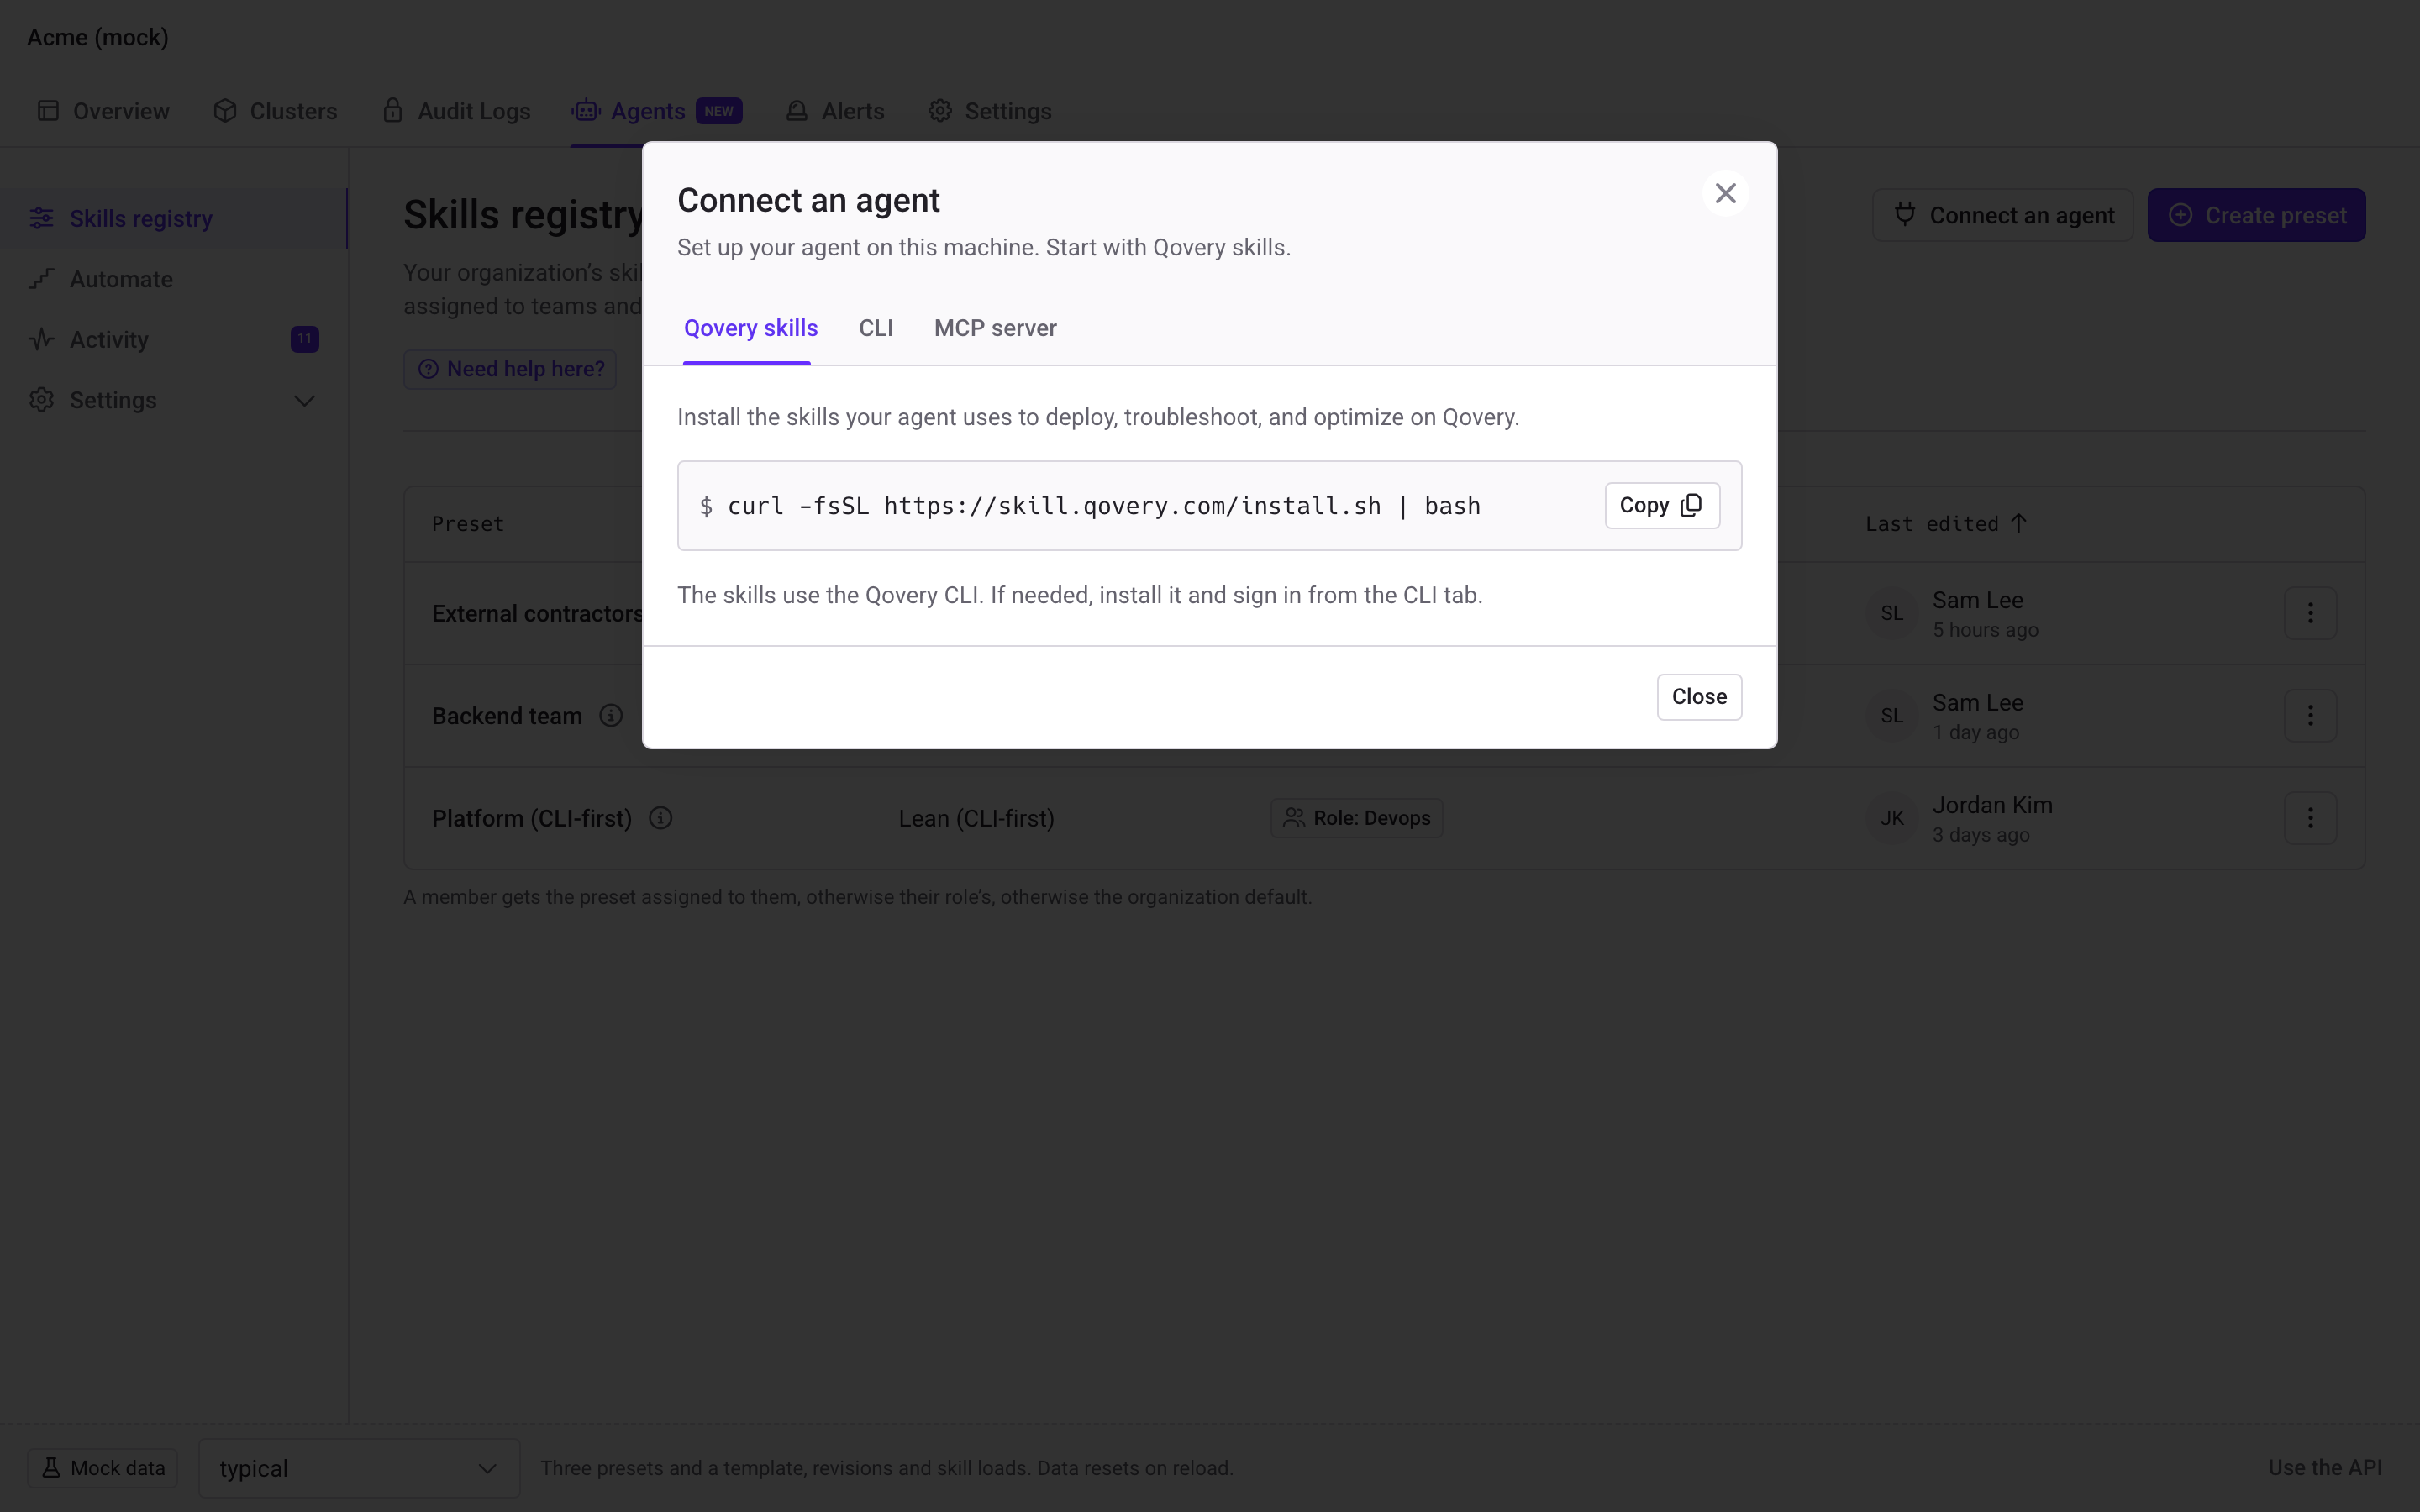 Acme (mock)
Overview
Clusters
Audit Logs
Agents NEW
Alerts
Settings
Skills registry
Automate
Activity 11
Settings
Skills registry
Your organization's skil
assigned to teams and
Need help here?
Connect an agent
Create preset
Connect an agent
Set up your agent on this machine. Start with Qovery skills.
Qovery skills
CLI
MCP server
Install the skills your agent uses to deploy, troubleshoot, and optimize on Qovery.
$ curl -fsSL https://skill.qovery.com/install.sh | bash
Copy
The skills use the Qovery CLI. If needed, install it and sign in from the CLI tab.
Close
Preset
Last edited ↑
External contractors
SL Sam Lee
5 hours ago
Backend team
SL Sam Lee
1 day ago
Platform (CLI-first)
Lean (CLI-first)
Role: Devops
JK Jordan Kim
3 days ago
A member gets the preset assigned to them, otherwise their role's, otherwise the organization default.
Mock data
typical
Three presets and a template, revisions and skill loads. Data resets on reload.
Use the API